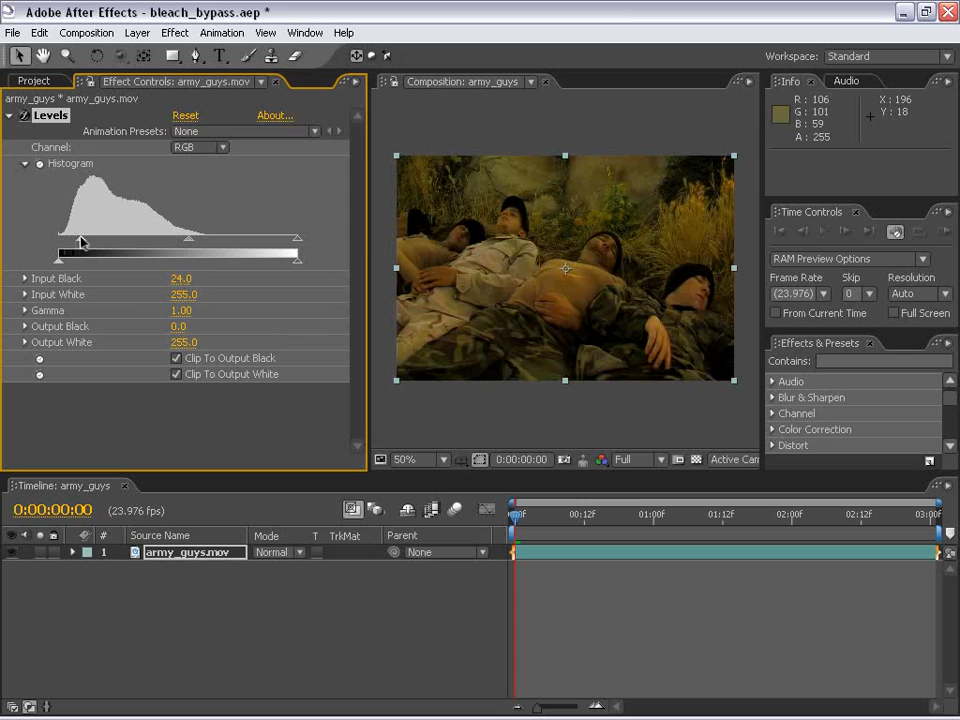 Adobe After Effects - bleach_bypass.aep *
File Edit Composition Layer Effect Animation View Window Help
Workspace: Standard
Project Effect Controls: army_guys.mov
Composition: army_guys
Info Audio
army_guys * army_guys.mov
Levels Reset About...
Animation Presets: None
Channel: RGB
Histogram
R: 106
G: 101
B: 59
A: 255
X: 196
Y: 18
Input Black 24.0
Input White 255.0
Gamma 1.00
Output Black 0.0
Output White 255.0
Clip To Output Black
Clip To Output White
Time Controls
RAM Preview Options
Frame Rate Skip Resolution
(23.976) 0 Auto
From Current Time Full Screen
Effects & Presets
Contains:
Audio
Blur & Sharpen
Channel
Color Correction
Distort
50% 0:00:00:00 Full Active Cam
Timeline: army_guys
0:00:00:00 (23.976 fps)
00:12f 01:00f 01:12f 02:00f 02:12f 03:00f
# Source Name Mode T TrkMat Parent
1 army_guys.mov Normal None